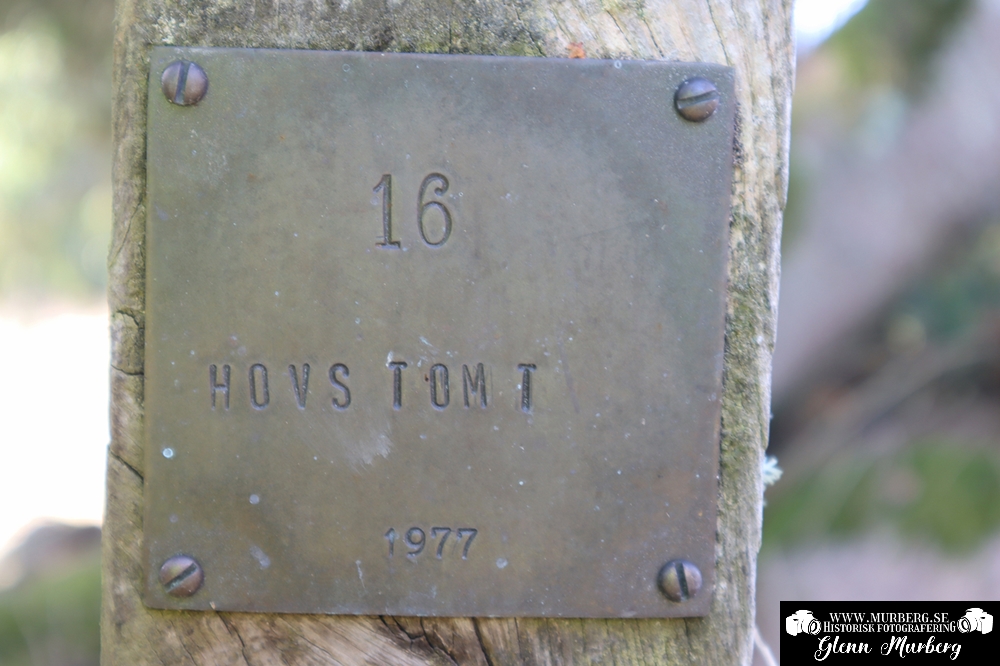 16
HOVS TOMT
1977
WWW.MURBERG.SE
HISTORISK FOTOGRAFERING
Glenn Murberg